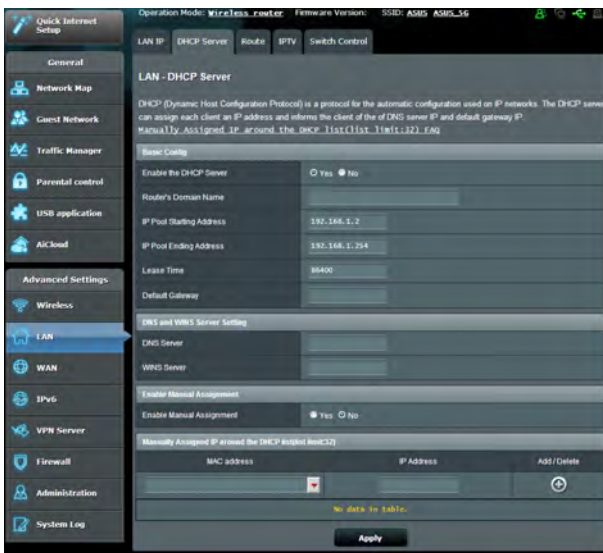 Quick Internet Setup
Operation Mode: Wireless router Firmware Version: SSID: ASUS ASUS_5G
LAN IP DHCP Server Route IPTV Switch Control
General
Network Map
Guest Network
Traffic Manager
Parental control
USB application
AiCloud
Advanced Settings
Wireless
LAN
WAN
IPv6
VPN Server
Firewall
Administration
System Log
LAN - DHCP Server
DHCP (Dynamic Host Configuration Protocol) is a protocol for the automatic configuration used on IP networks. The DHCP serve
can assign each client an IP address and informs the client of the of DNS server IP and default gateway IP.
Manually Assigned IP around the DHCP list(list limit:32) FAQ
Basic Config
Enable the DHCP Server Yes No
Router's Domain Name
IP Pool Starting Address 192.168.1.2
IP Pool Ending Address 192.168.1.254
Lease Time 86400
Default Gateway
DNS and WINS Server Setting
DNS Server
WINS Server
Enable Manual Assignment
Enable Manual Assignment Yes No
Manually Assigned IP around the DHCP list(list limit:32)
MAC address IP Address Add / Delete
No data in table.
Apply